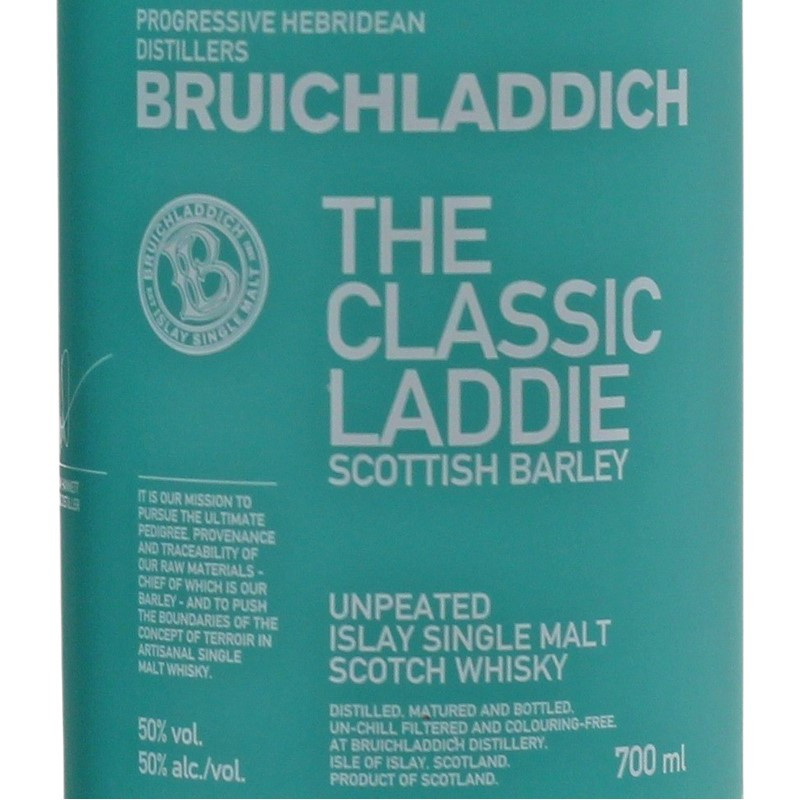 PROGRESSIVE HEBRIDEAN
DISTILLERS
BRUICHLADDICH
BRUICHLADDICH
ISLAY SINGLE MALT
B
THE
CLASSIC
LADDIE
SCOTTISH BARLEY
IT IS OUR MISSION TO
PURSUE THE ULTIMATE
PEDIGREE, PROVENANCE
AND TRACEABILITY OF
OUR RAW MATERIALS -
CHIEF OF WHICH IS OUR
BARLEY - AND TO PUSH
THE BOUNDARIES OF THE
CONCEPT OF TERROIR IN
ARTISANAL SINGLE
MALT WHISKY.
UNPEATED
ISLAY SINGLE MALT
SCOTCH WHISKY
DISTILLED, MATURED AND BOTTLED.
UN-CHILL FILTERED AND COLOURING-FREE.
AT BRUICHLADDICH DISTILLERY.
ISLE OF ISLAY. SCOTLAND.
PRODUCT OF SCOTLAND.
50% vol.
50% alc./vol.
700 ml